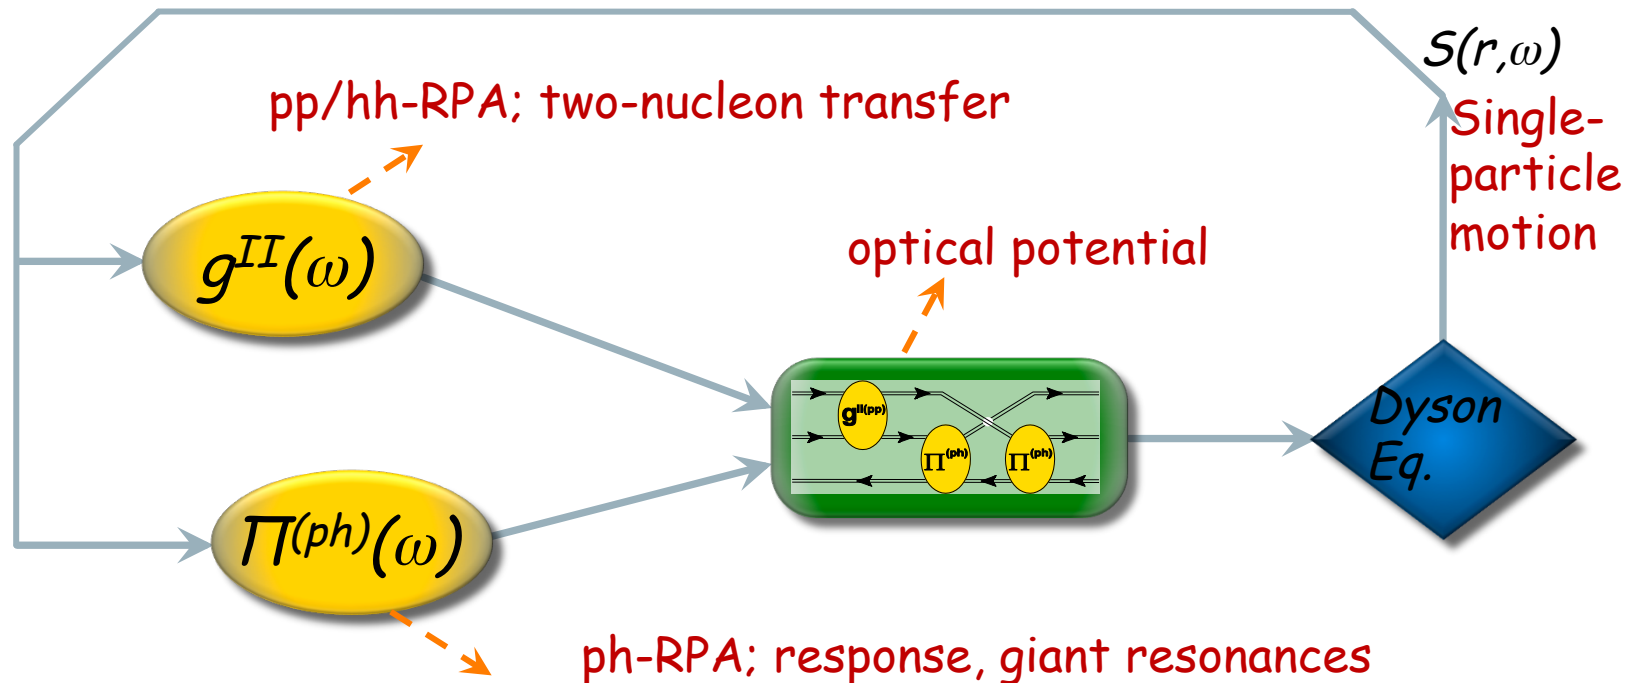 S(r,ω)
pp/hh-RPA; two-nucleon transfer
Single-
particle
motion
optical potential
g^II(ω)
g^II(pp)
Π^(ph) Π^(ph)
Dyson
Eq.
Π^(ph)(ω)
ph-RPA; response, giant resonances